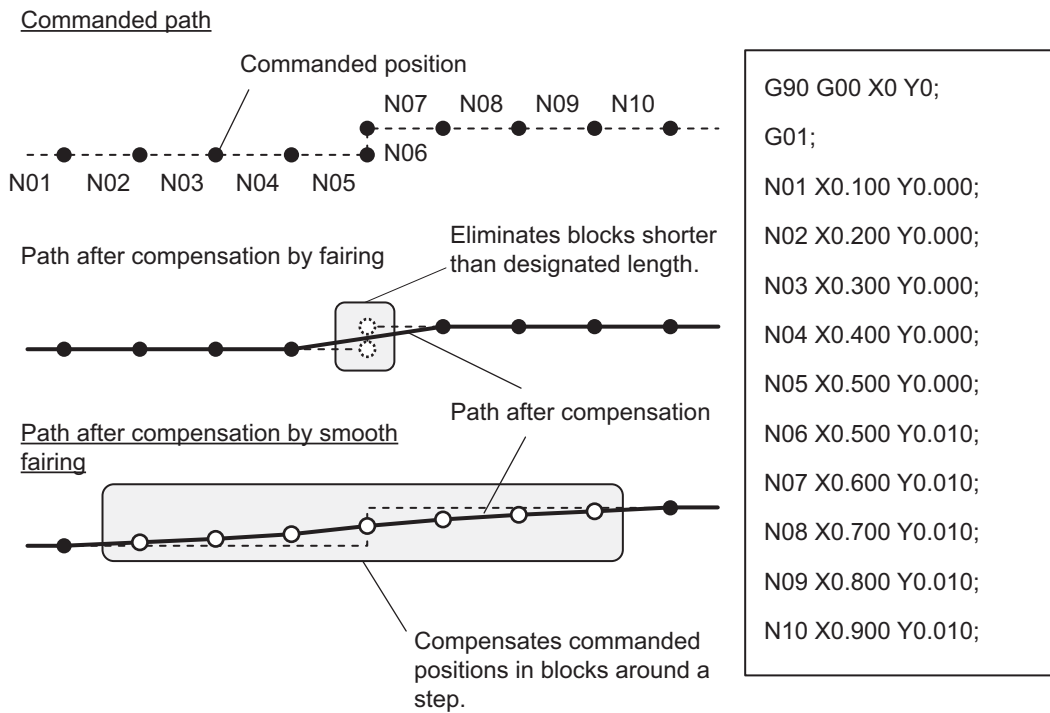 Commanded path
Commanded position
N07 N08 N09 N10
N06
N01 N02 N03 N04 N05
Path after compensation by fairing
Eliminates blocks shorter
than designated length.
Path after compensation
Path after compensation by smooth
fairing
Compensates commanded
positions in blocks around a
step.
G90 G00 X0 Y0;
G01;
N01 X0.100 Y0.000;
N02 X0.200 Y0.000;
N03 X0.300 Y0.000;
N04 X0.400 Y0.000;
N05 X0.500 Y0.000;
N06 X0.500 Y0.010;
N07 X0.600 Y0.010;
N08 X0.700 Y0.010;
N09 X0.800 Y0.010;
N10 X0.900 Y0.010;